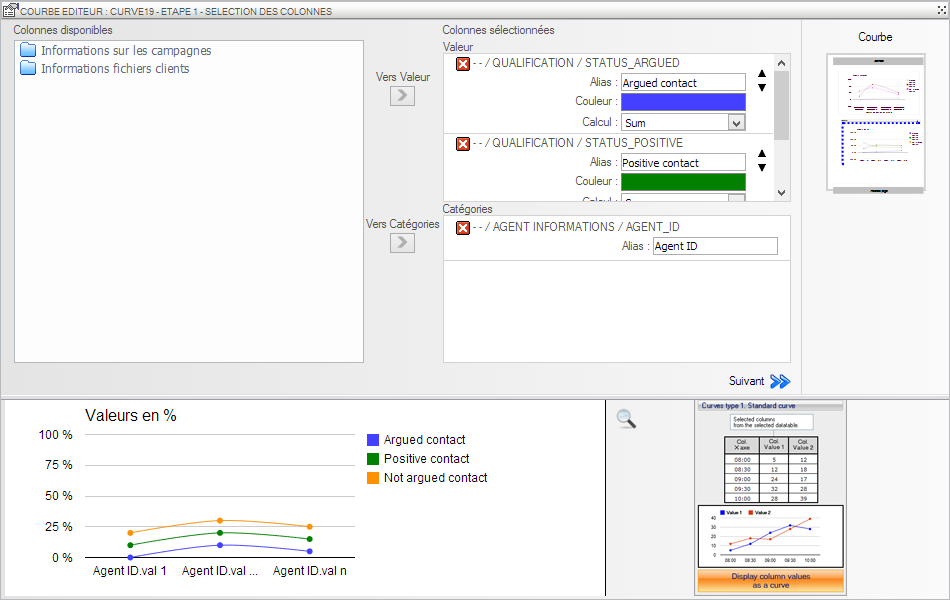 COURBE EDITEUR : CURVE19 - ETAPE 1 - SELECTION DES COLONNES
Colonnes disponibles
Informations sur les campagnes
Informations fichiers clients
Vers Valeur
Vers Catégories
Colonnes sélectionnées
Valeur
- - / QUALIFICATION / STATUS_ARGUED
Alias : Argued contact
Couleur :
Calcul : Sum
- - / QUALIFICATION / STATUS_POSITIVE
Alias : Positive contact
Couleur :
Catégories
- - / AGENT INFORMATIONS / AGENT_ID
Alias : Agent ID
Suivant
Courbe
Valeurs en %
100 %
75 %
50 %
25 %
0 %
Agent ID.val 1 Agent ID.val ... Agent ID.val n
Argued contact
Positive contact
Not argued contact
Curves type 1. Standard curve
Selected columns
from the selected datatable.
Col. X axe Col. Value 1 Col. Value 2
08:00 5 12
08:30 12 18
09:00 24 17
09:30 32 28
10:00 28 39
Value 1 Value 2
40
30
20
10
0
08:00 08:30 09:00 09:30 10:00
Display column values
as a curve